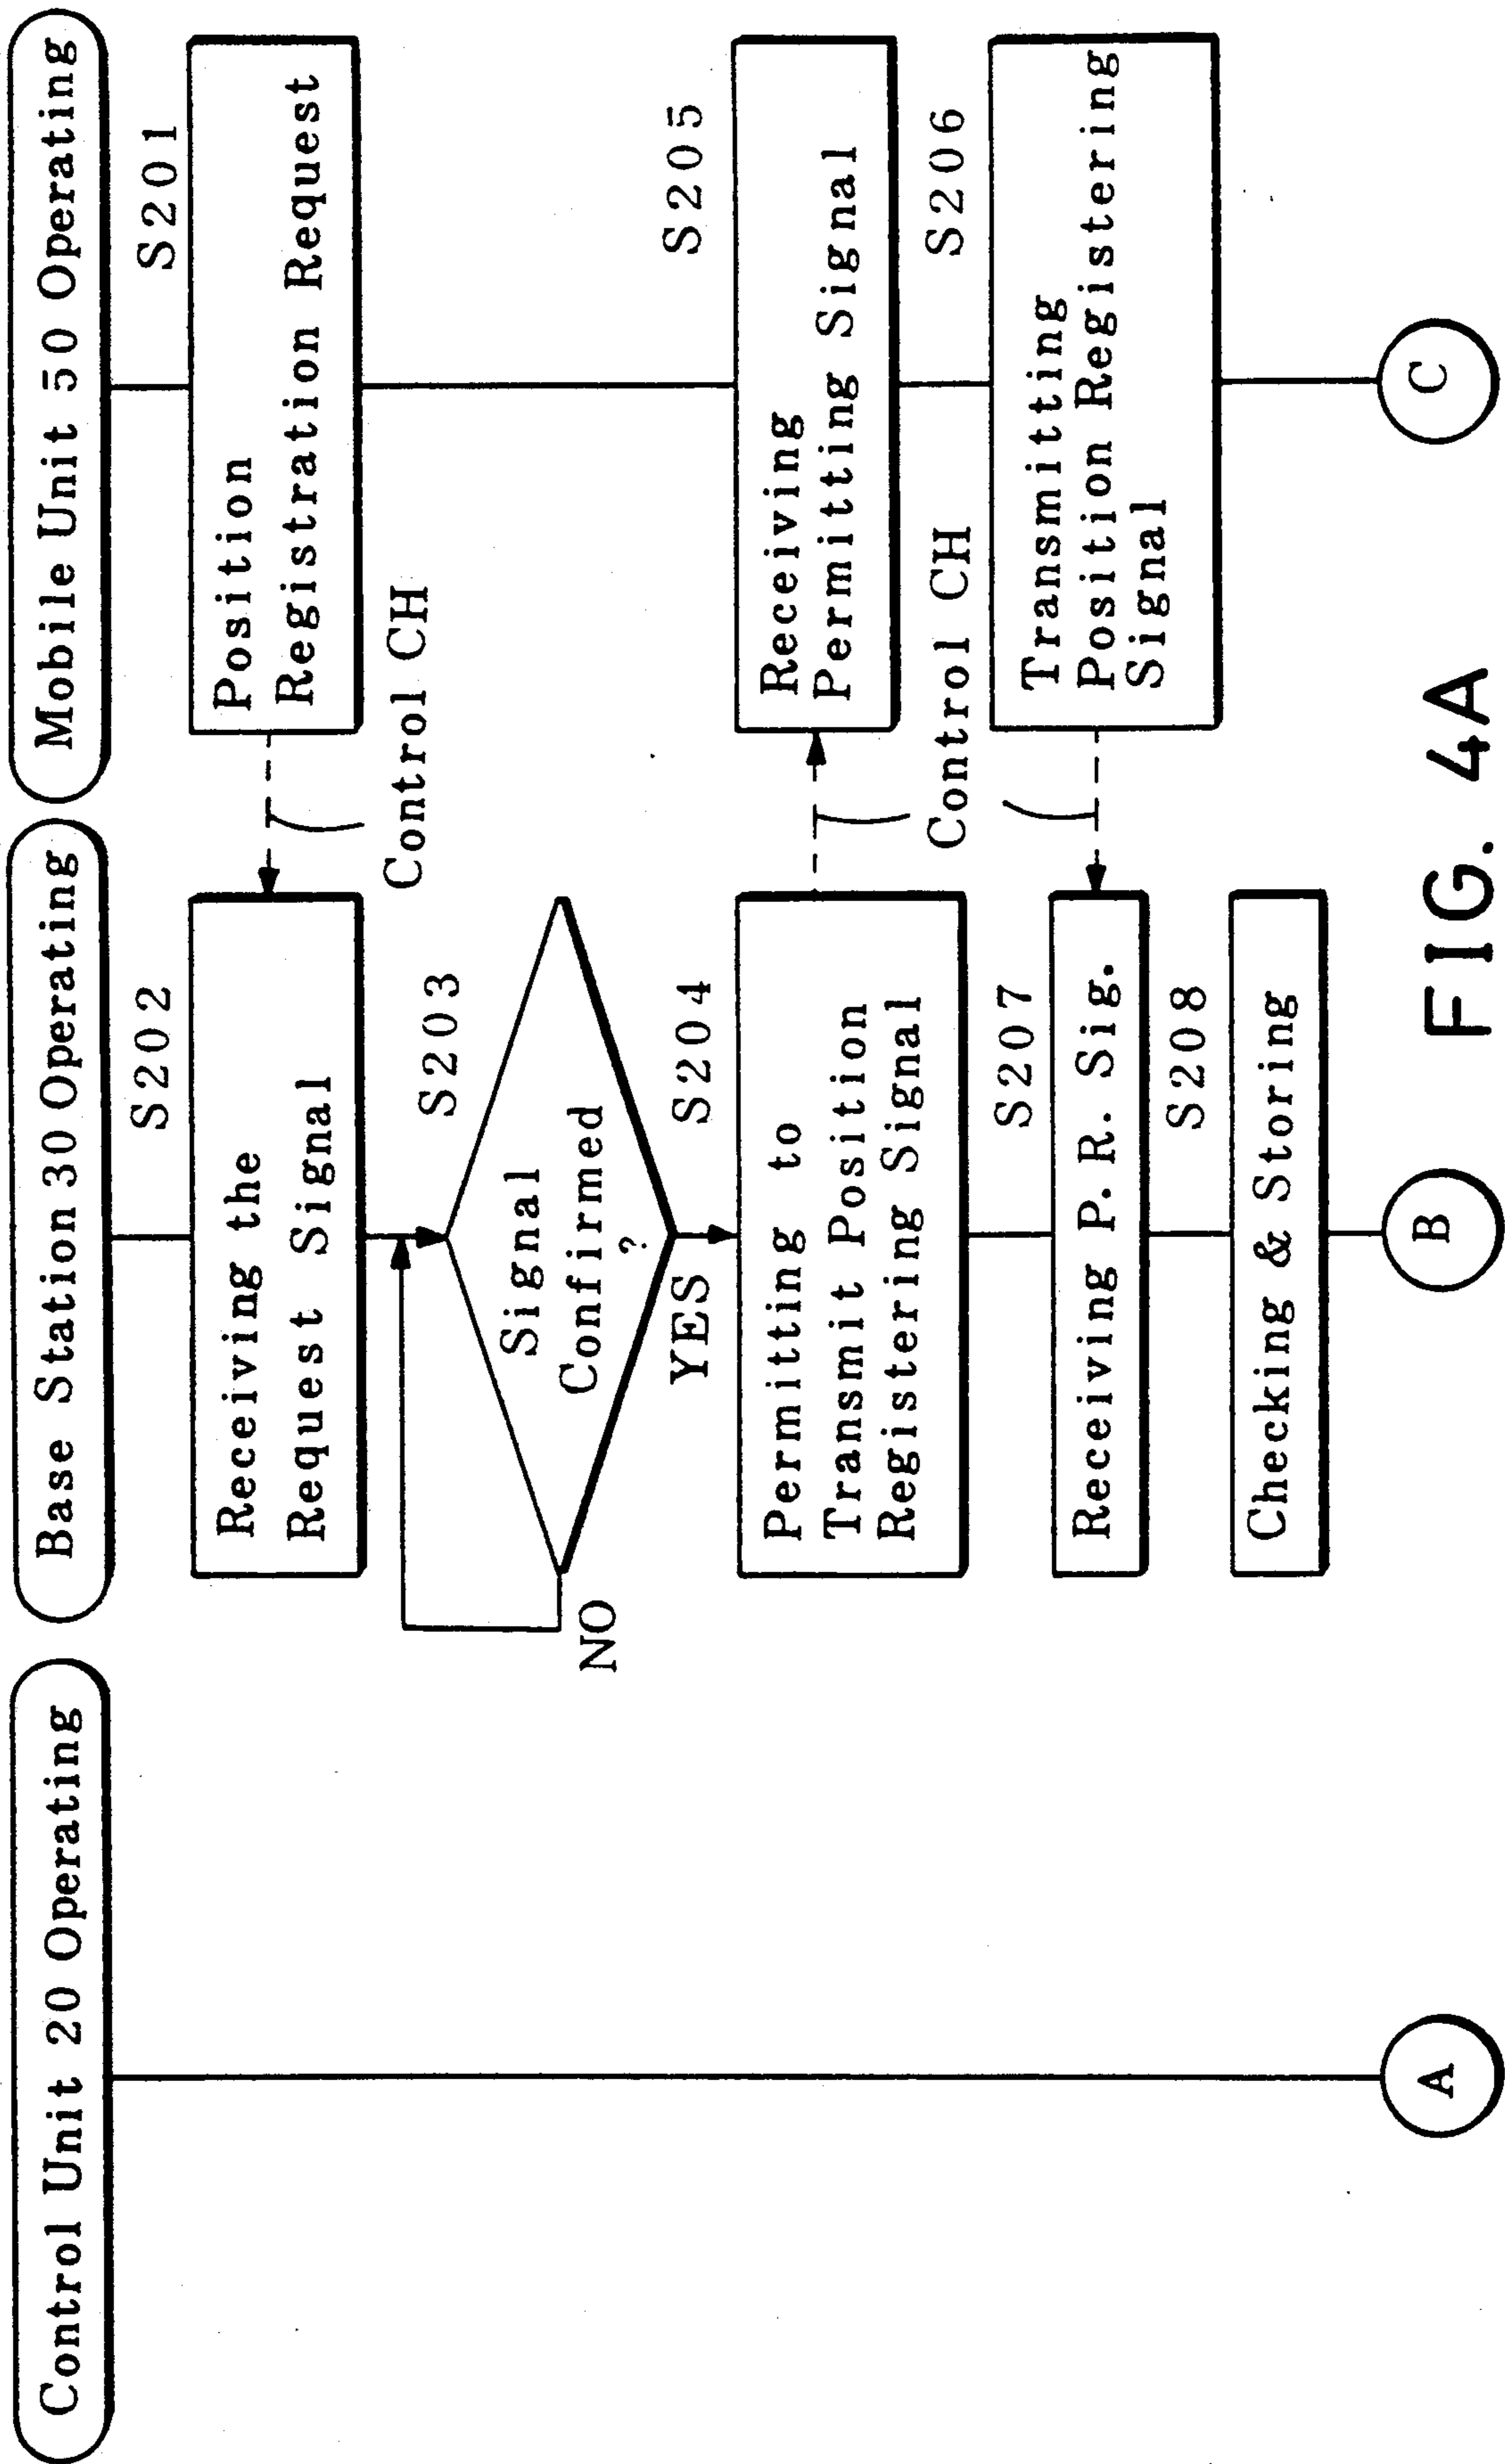 Control Unit 20 Operating
Base Station 30 Operating
Mobile Unit 50 Operating
S201
Position
Registration Request
Control CH
S202
Receiving the
Request Signal
S203
Signal
Confirmed
?
NO
YES
S204
Permitting to
Transmit Position
Registering Signal
S205
Receiving
Permitting Signal
Control CH
S206
Transmitting
Position Registering
Signal
S207
Receiving P. R. Sig.
S208
Checking & Storing
A
B
C
FIG. 4A